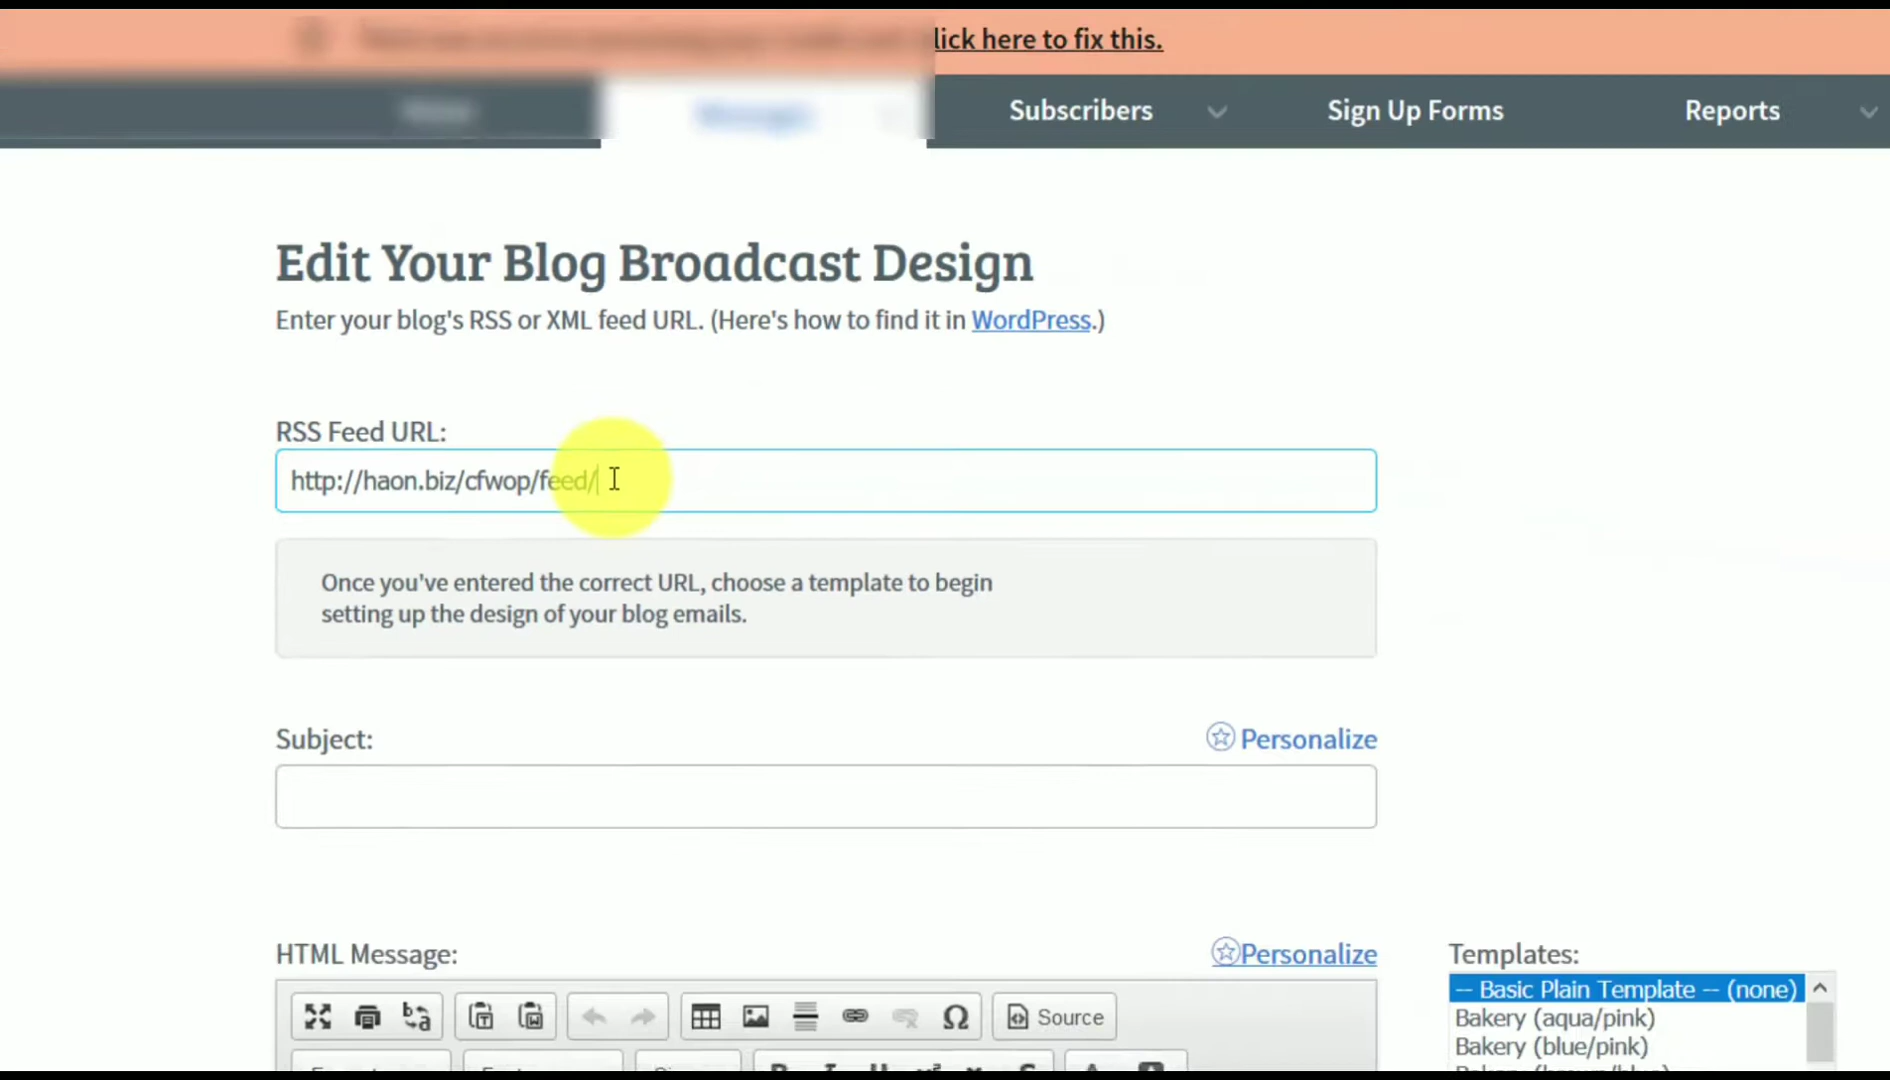 lick here to fix this.
Subscribers
Sign Up Forms
Reports
Edit Your Blog Broadcast Design
Enter your blog's RSS or XML feed URL. (Here's how to find it in WordPress.)
RSS Feed URL:
http://haon.biz/cfwop/feed/
Once you've entered the correct URL, choose a template to begin
setting up the design of your blog emails.
Subject:
Personalize
HTML Message:
Personalize
Templates:
-- Basic Plain Template -- (none)
Bakery (aqua/pink)
Bakery (blue/pink)
Source